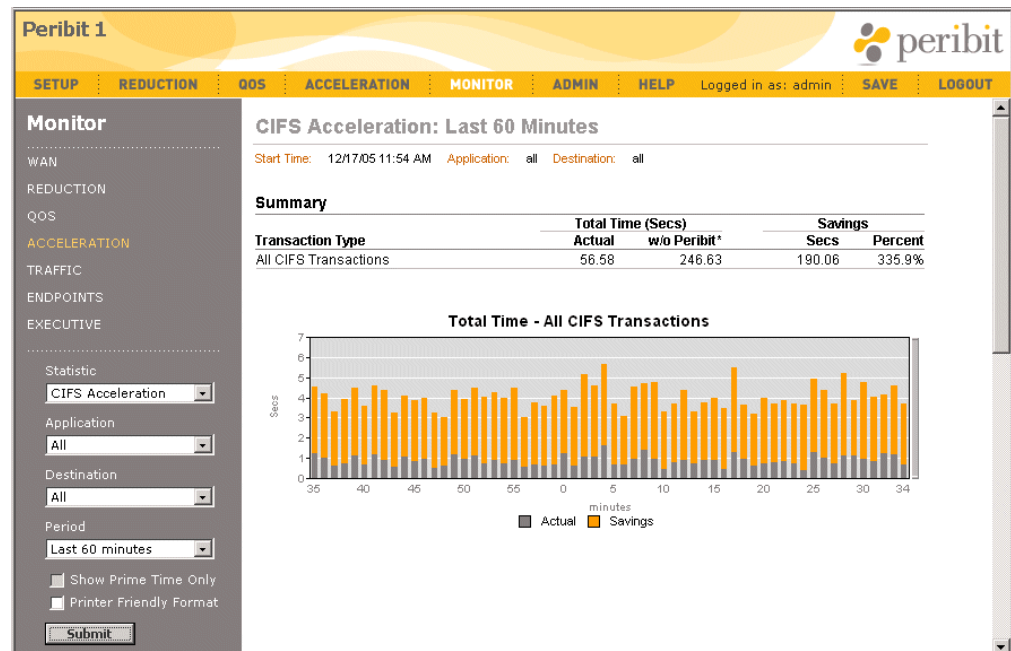 Peribit 1
peribit
SETUP REDUCTION QOS ACCELERATION MONITOR ADMIN HELP Logged in as: admin SAVE LOGOUT
Monitor
WAN
REDUCTION
QOS
ACCELERATION
TRAFFIC
ENDPOINTS
EXECUTIVE
Statistic
CIFS Acceleration
Application
All
Destination
All
Period
Last 60 minutes
Show Prime Time Only
Printer Friendly Format
Submit
CIFS Acceleration: Last 60 Minutes
Start Time: 12/17/05 11:54 AM Application: all Destination: all
Summary
Total Time (Secs) Savings
Transaction Type Actual w/o Peribit* Secs Percent
All CIFS Transactions 56.58 246.63 190.06 335.9%
Total Time - All CIFS Transactions
7
6
5
4
3
2
1
0
Secs
35 40 45 50 55 0 5 10 15 20 25 30 34
minutes
Actual Savings